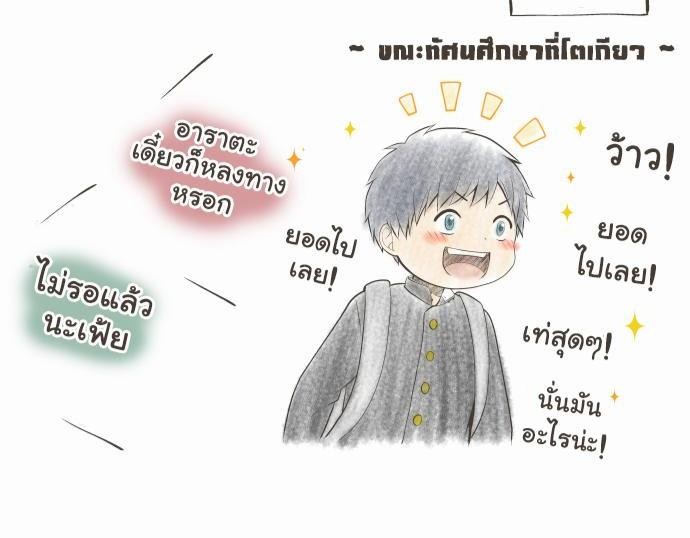 ~ ขณะทัศนศึกษาที่โตเกียว ~
อาราตะ
เดี๋ยวก็หลงทาง
หรอก
ไม่รอแล้ว
นะเฟ้ย
ยอดไป
เลย!
ว้าว!
ยอด
ไปเลย!
เท่สุดๆ!
นั่นมัน
อะไรน่ะ!